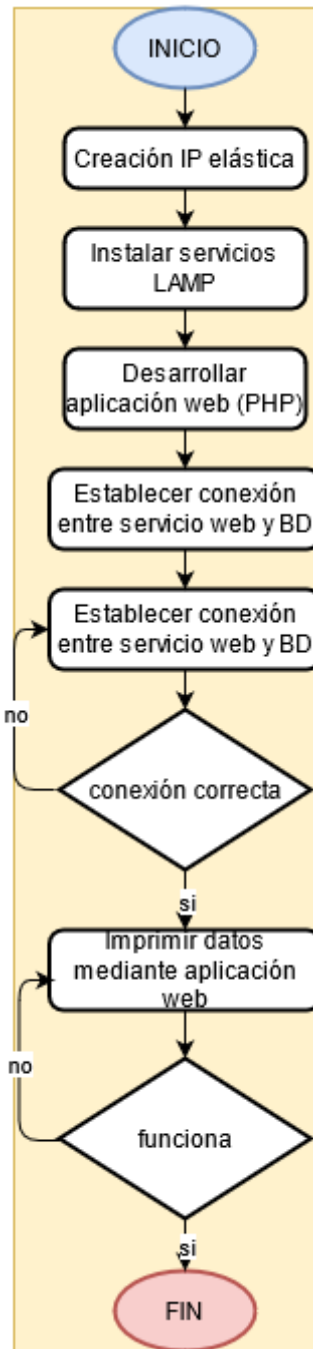 INICIO
Creación IP elástica
Instalar servicios
LAMP
Desarrollar
aplicación web (PHP)
Establecer conexión
entre servicio web y BD
Establecer conexión
entre servicio web y BD
no
conexión correcta
si
Imprimir datos
mediante aplicación
web
no
funciona
si
FIN